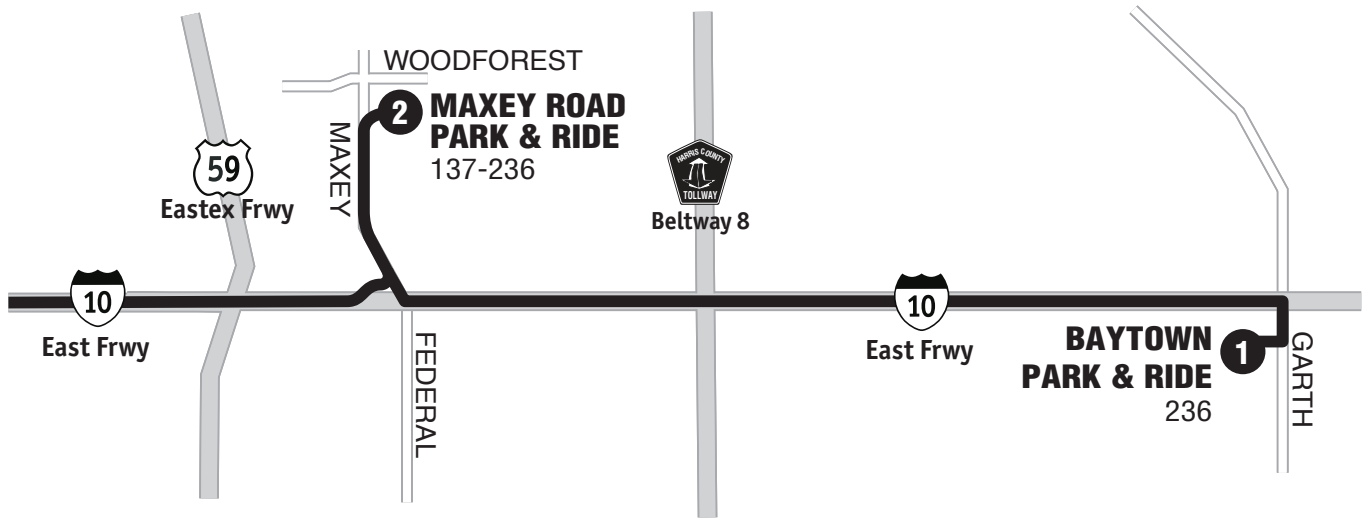 WOODFOREST
2
MAXEY ROAD
PARK & RIDE
137-236
MAXEY
59
Eastex Frwy
HARRIS COUNTY
TOLLWAY
Beltway 8
10
East Frwy
10
East Frwy
FEDERAL
BAYTOWN
PARK & RIDE
236
1
GARTH